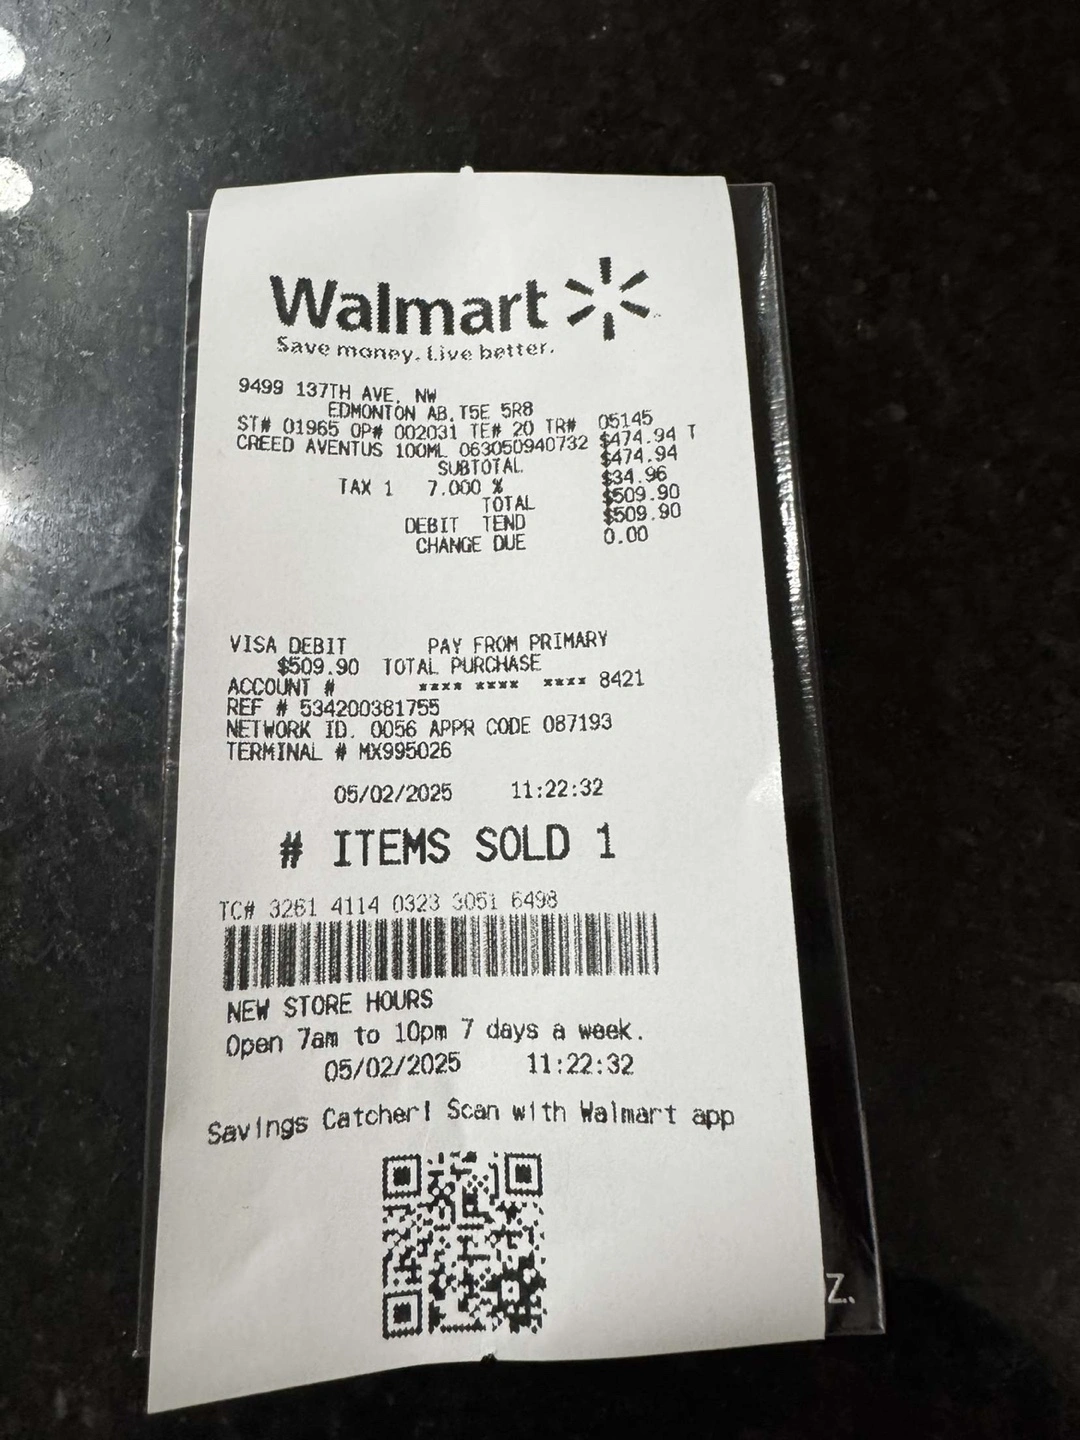 Walmart
Save money. Live better.
9499 137TH AVE, NW
EDMONTON AB.T5E 5R8
ST# 01965 OP# 002031 TE# 20 TR# 05145
CREED AVENTUS 100ML 063050940732 $474.94 T
SUBTOTAL $474.94
TAX 1 7.000 % $34.96
TOTAL $509.90
DEBIT TEND $509.90
CHANGE DUE 0.00
VISA DEBIT PAY FROM PRIMARY
$509.90 TOTAL PURCHASE
ACCOUNT # **** **** **** 8421
REF # 534200381755
NETWORK ID. 0056 APPR CODE 087193
TERMINAL # MX995026
05/02/2025 11:22:32
# ITEMS SOLD 1
TC# 3261 4114 0323 3051 6498
NEW STORE HOURS
Open 7am to 10pm 7 days a week.
05/02/2025 11:22:32
Savings Catcher! Scan with Walmart app
Z.